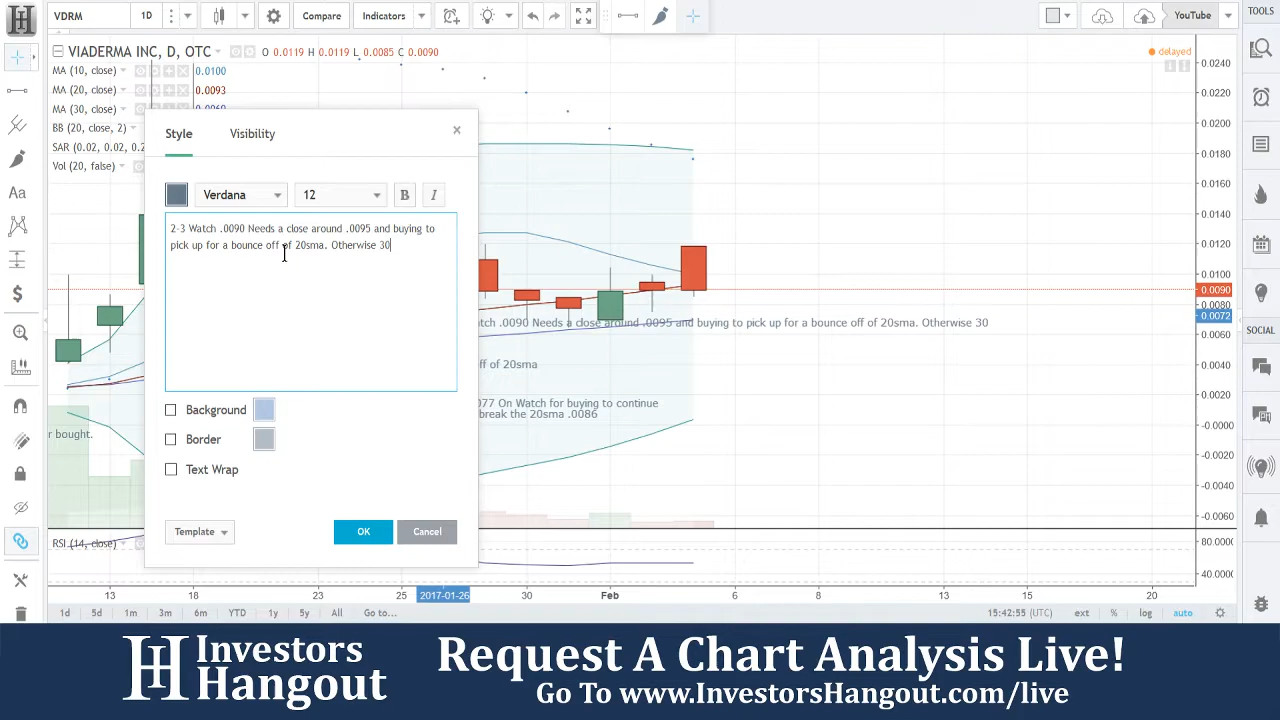 VDRM
1D
Compare
Indicators
YouTube
TOOLS
VIADERMA INC, D, OTC
O 0.0119 H 0.0119 L 0.0085 C 0.0090
delayed
MA (10, close)
0.0100
MA (20, close)
0.0093
MA (30, close)
BB (20, close, 2)
SAR (0.02, 0.02, 0.2
Vol (20, false)
Style
Visibility
×
Verdana
12
B
I
2-3 Watch .0090 Needs a close around .0095 and buying to
pick up for a bounce off of 20sma. Otherwise 30
Background
Border
Text Wrap
Template
OK
Cancel
tch .0090 Needs a close around .0095 and buying to pick up for a bounce off of 20sma. Otherwise 30
off of 20sma
077 On Watch for buying to continue
break the 20sma .0086
r bought.
0.0240
0.0220
0.0200
0.0180
0.0160
0.0140
0.0120
0.0100
0.0090
0.0080
0.0072
0.0060
0.0040
0.0020
-0.0000
-0.0020
-0.0040
-0.0060
80.0000
40.0000
SOCIAL
RSI (14, close)
13
18
23
25
2017-01-26
30
Feb
6
8
13
15
20
1d
5d
1m
3m
6m
YTD
1y
5y
All
Go to...
15:42:55 (UTC)
ext
%
log
auto
Investors
Hangout
Request A Chart Analysis Live!
Go To www.InvestorsHangout.com/live